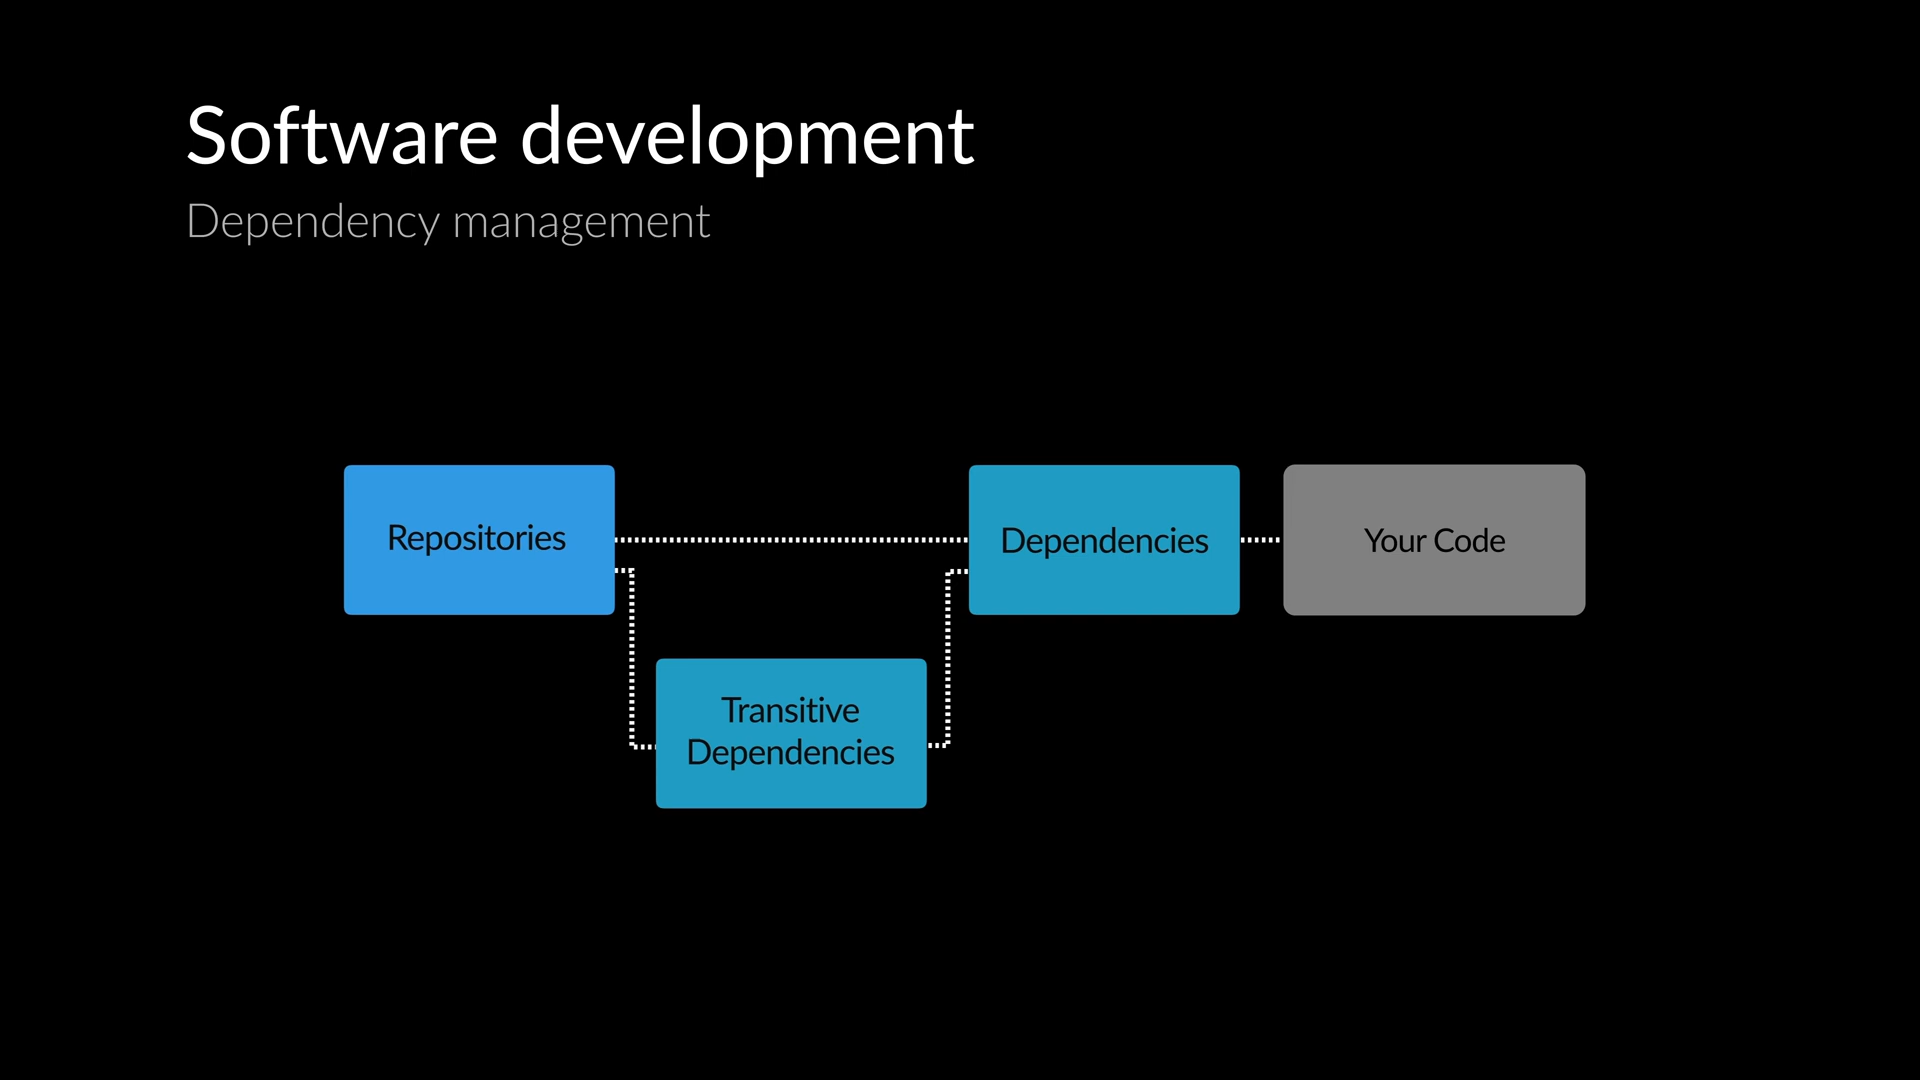 Software development
Dependency management
Repositories
Dependencies
Your Code
Transitive
Dependencies